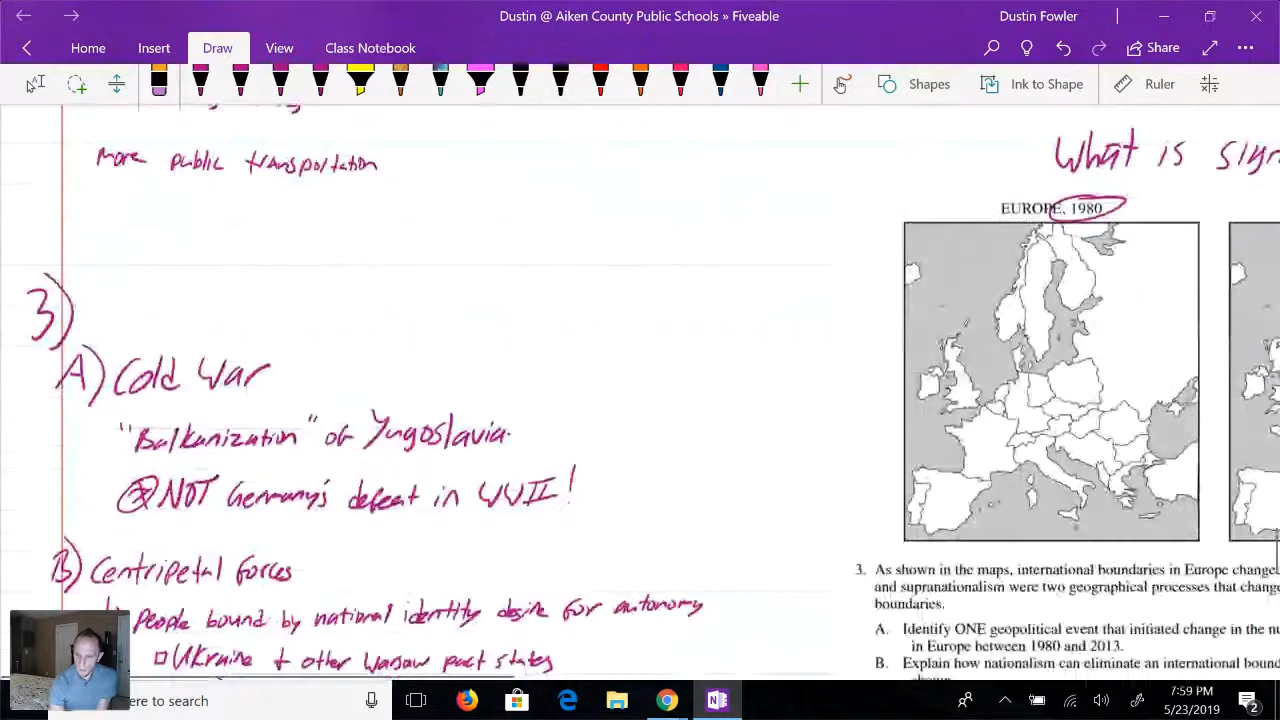 Dustin @ Aiken County Public Schools » Fiveable
Dustin Fowler
Home Insert Draw View Class Notebook
Share
Shapes Ink to Shape Ruler
More public transportation
What is
EUROPE, 1980
3)
A) Cold War
"Balkanization" of Yugoslavia.
NOT Germany's defeat in WWII!
B) Centripetal Forces
People bound by national identity desire for autonomy
Ukraine + other Warsaw pact states
3. As shown in the maps, international boundaries in Europe change
and supranationalism were two geographical processes that change
boundaries.
A. Identify ONE geopolitical event that initiated change in the nu
in Europe between 1980 and 2013.
B. Explain how nationalism can eliminate an international bound
here to search
7:59 PM
5/23/2019
2